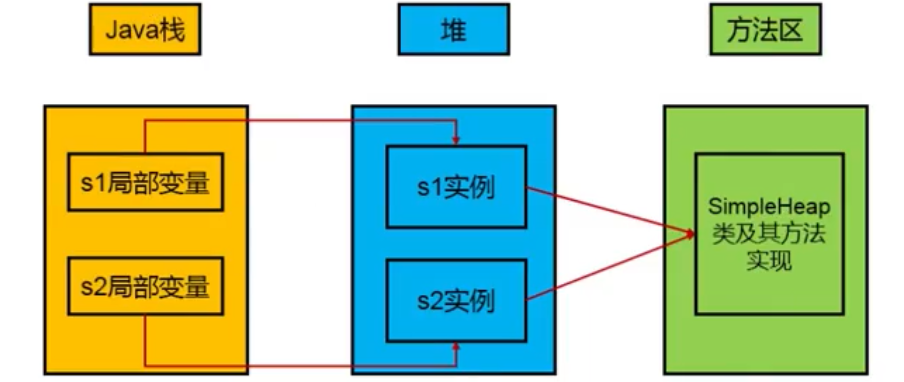 Java栈
堆
方法区
s1局部变量
s2局部变量
s1实例
s2实例
SimpleHeap
类及其方法
实现